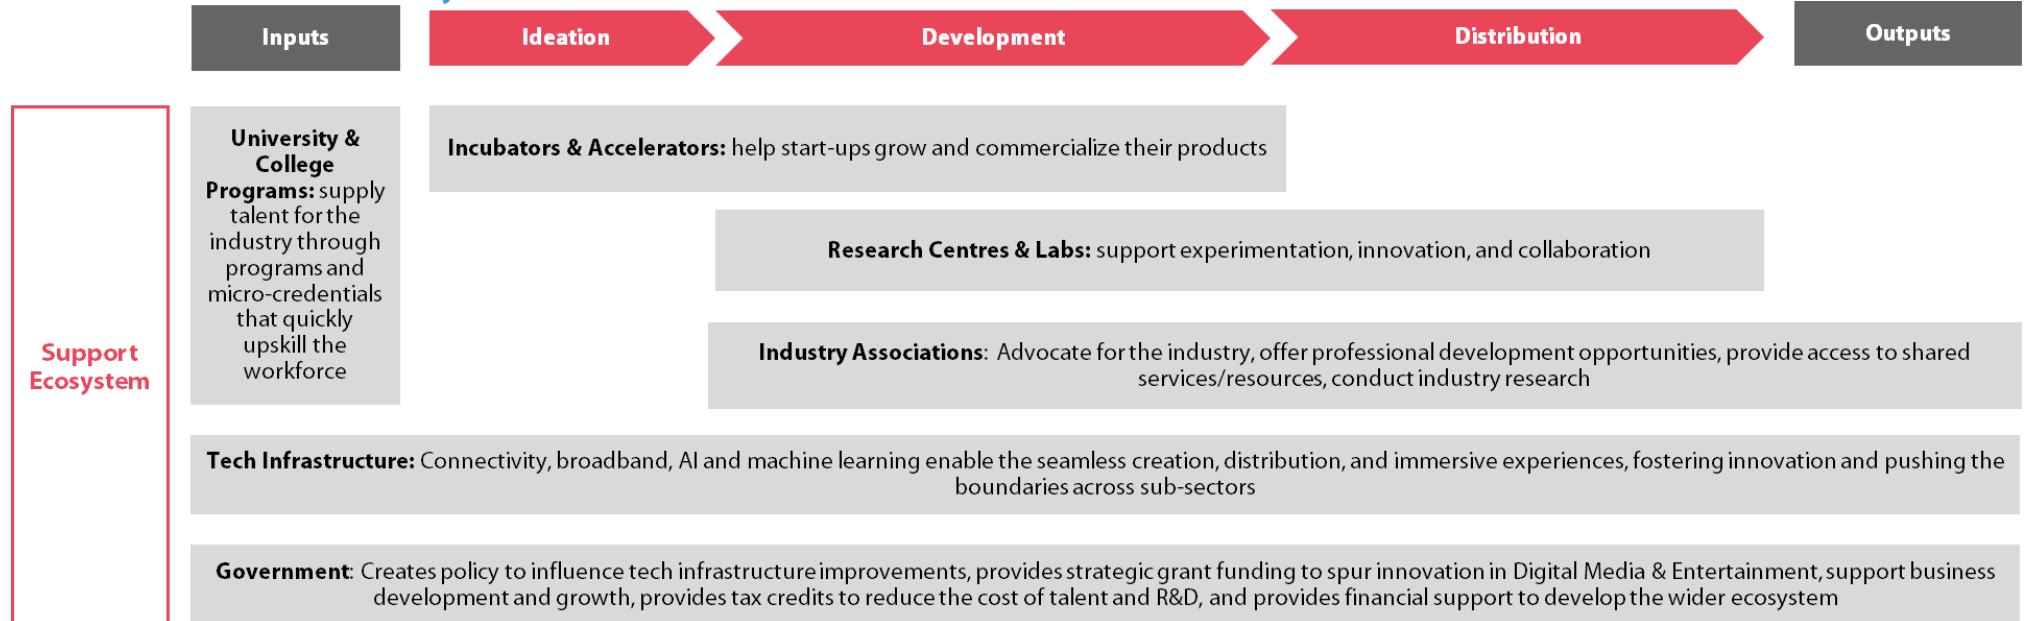 Inputs
Ideation
Development
Distribution
Outputs
Support
Ecosystem
University &
College
Programs: supply
talent for the
industry through
programs and
micro-credentials
that quickly
upskill the
workforce
Incubators & Accelerators: help start-ups grow and commercialize their products
Research Centres & Labs: support experimentation, innovation, and collaboration
Industry Associations: Advocate for the industry, offer professional development opportunities, provide access to shared
services/resources, conduct industry research
Tech Infrastructure: Connectivity, broadband, AI and machine learning enable the seamless creation, distribution, and immersive experiences, fostering innovation and pushing the
boundaries across sub-sectors
Government: Creates policy to influence tech infrastructure improvements, provides strategic grant funding to spur innovation in Digital Media & Entertainment, support business
development and growth, provides tax credits to reduce the cost of talent and R&D, and provides financial support to develop the wider ecosystem